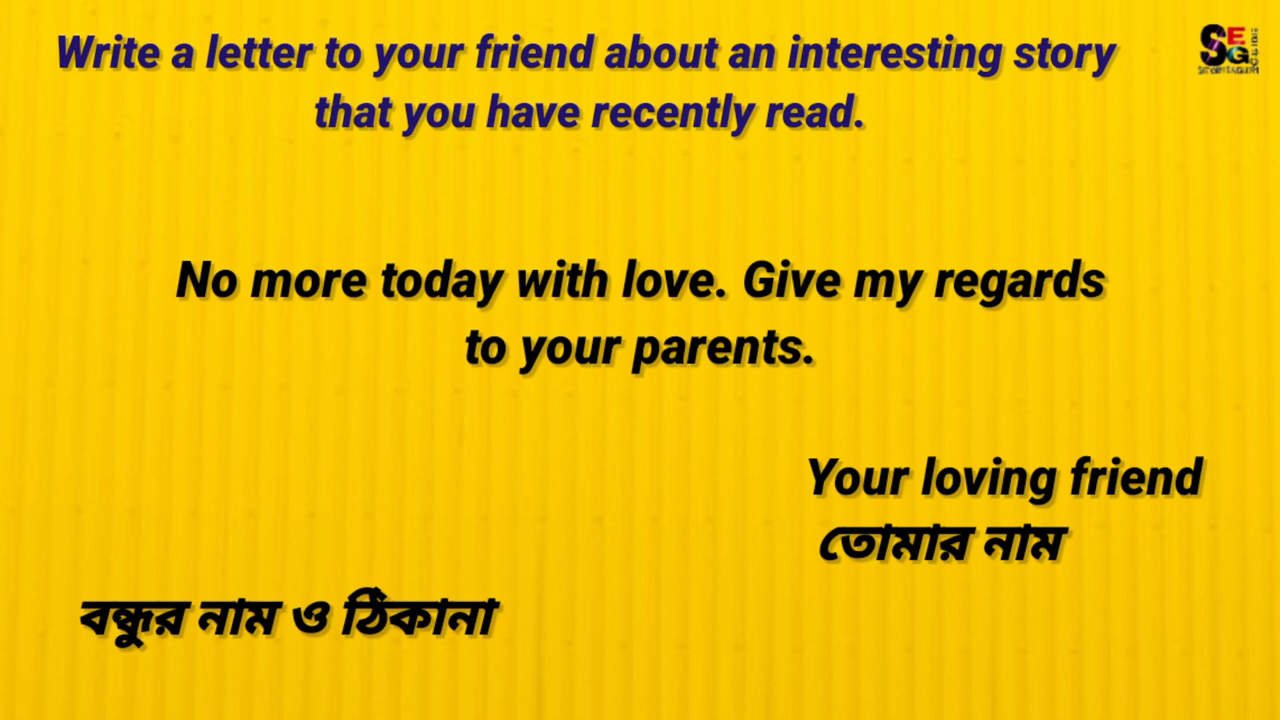 Write a letter to your friend about an interesting story
that you have recently read.
SEG
No more today with love. Give my regards
to your parents.
Your loving friend
তোমার নাম
বন্ধুর নাম ও ঠিকানা